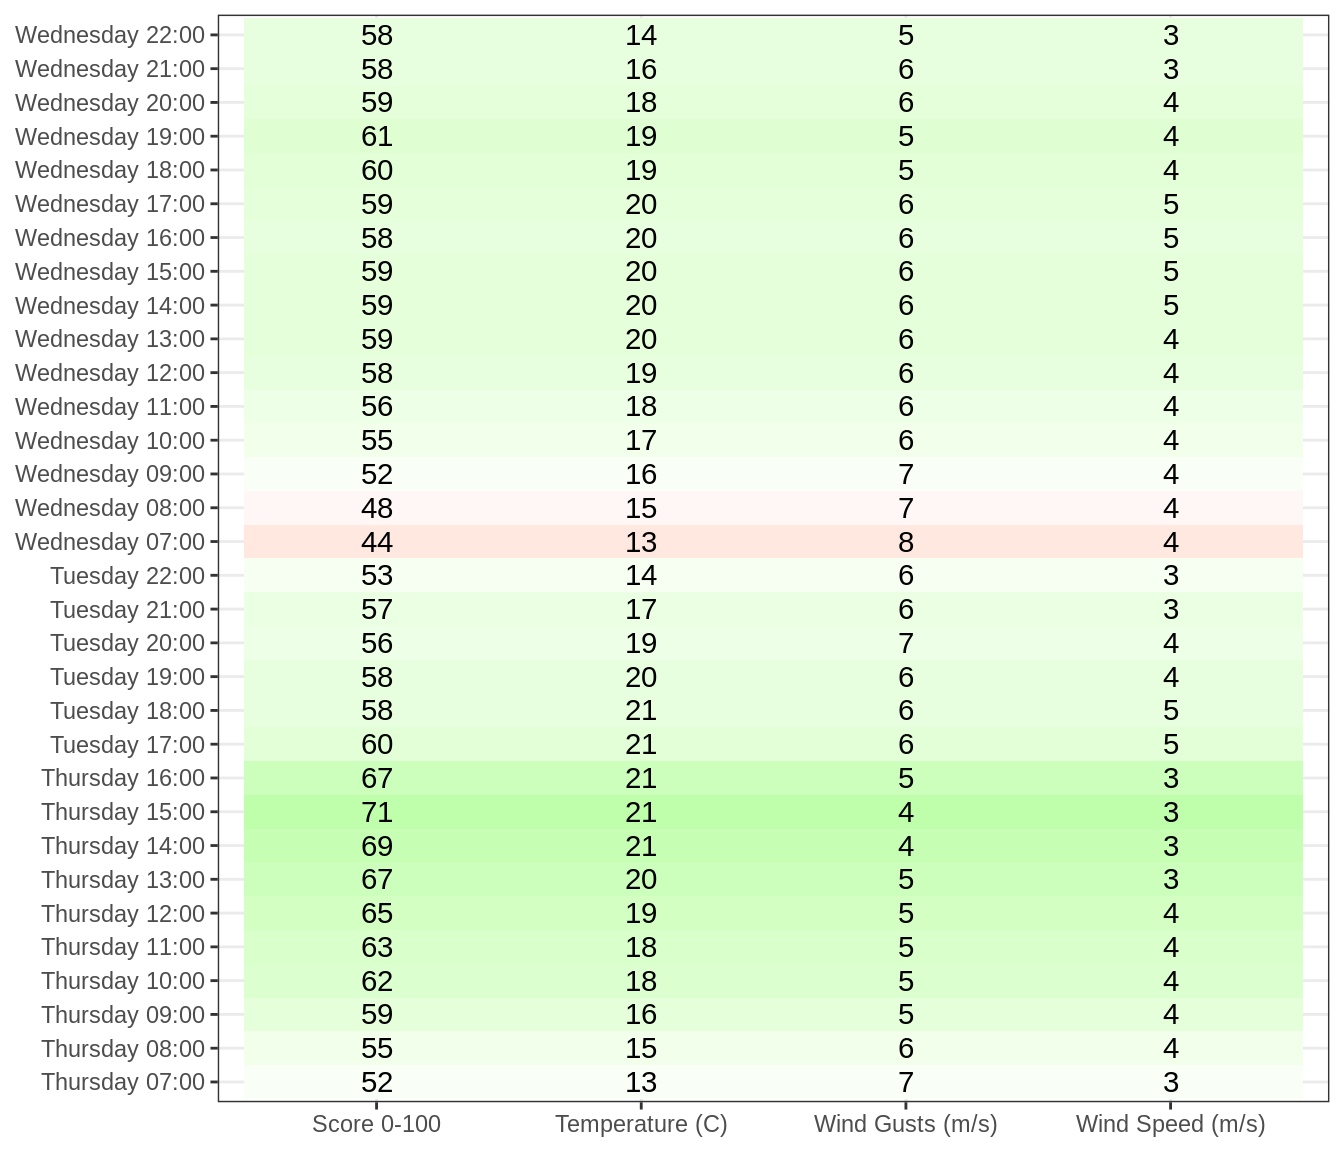 Wednesday 22:00 58 14 5 3
Wednesday 21:00 58 16 6 3
Wednesday 20:00 59 18 6 4
Wednesday 19:00 61 19 5 4
Wednesday 18:00 60 19 5 4
Wednesday 17:00 59 20 6 5
Wednesday 16:00 58 20 6 5
Wednesday 15:00 59 20 6 5
Wednesday 14:00 59 20 6 5
Wednesday 13:00 59 20 6 4
Wednesday 12:00 58 19 6 4
Wednesday 11:00 56 18 6 4
Wednesday 10:00 55 17 6 4
Wednesday 09:00 52 16 7 4
Wednesday 08:00 48 15 7 4
Wednesday 07:00 44 13 8 4
Tuesday 22:00 53 14 6 3
Tuesday 21:00 57 17 6 3
Tuesday 20:00 56 19 7 4
Tuesday 19:00 58 20 6 4
Tuesday 18:00 58 21 6 5
Tuesday 17:00 60 21 6 5
Thursday 16:00 67 21 5 3
Thursday 15:00 71 21 4 3
Thursday 14:00 69 21 4 3
Thursday 13:00 67 20 5 3
Thursday 12:00 65 19 5 4
Thursday 11:00 63 18 5 4
Thursday 10:00 62 18 5 4
Thursday 09:00 59 16 5 4
Thursday 08:00 55 15 6 4
Thursday 07:00 52 13 7 3
Score 0-100 Temperature (C) Wind Gusts (m/s) Wind Speed (m/s)